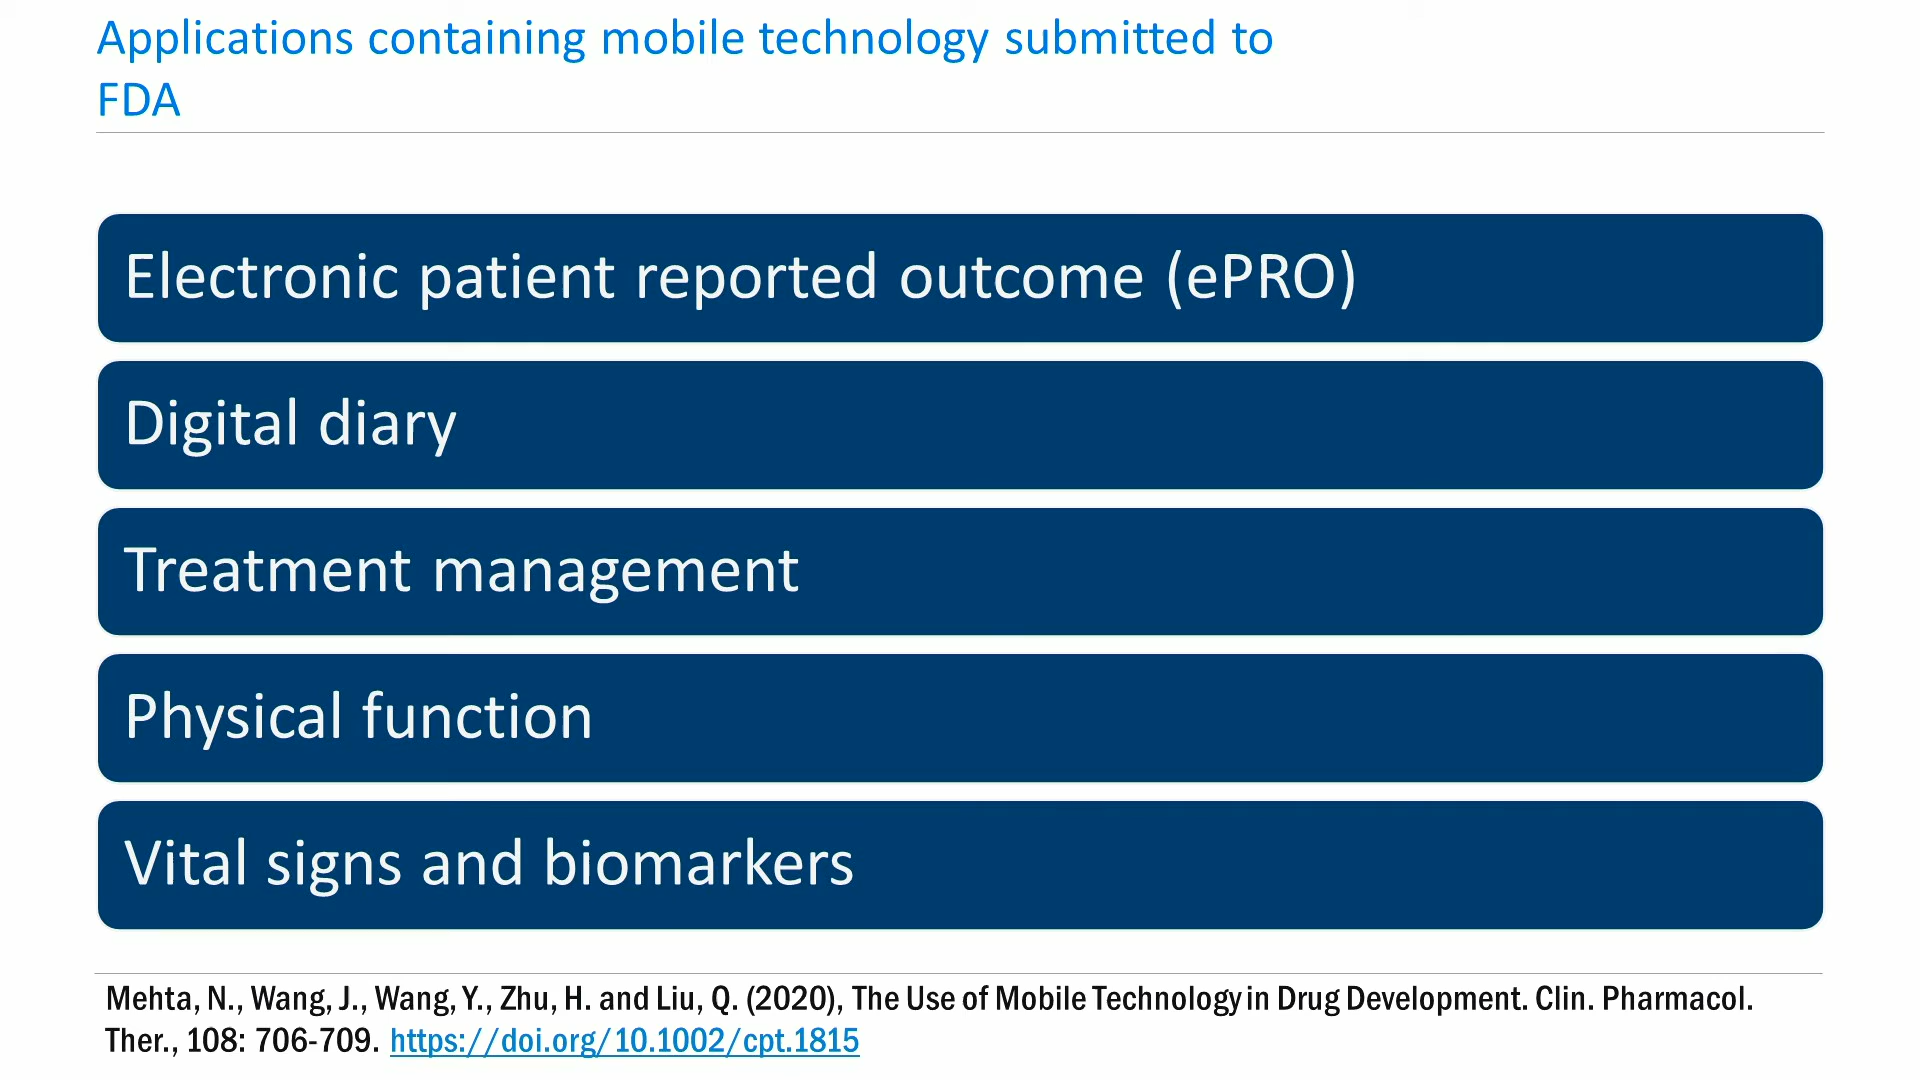 Applications containing mobile technology submitted to
FDA
Electronic patient reported outcome (ePRO)
Digital diary
Treatment management
Physical function
Vital signs and biomarkers
Mehta, N., Wang, J., Wang, Y., Zhu, H. and Liu, Q. (2020), The Use of Mobile Technology in Drug Development. Clin. Pharmacol.
Ther., 108: 706-709. https://doi.org/10.1002/cpt.1815